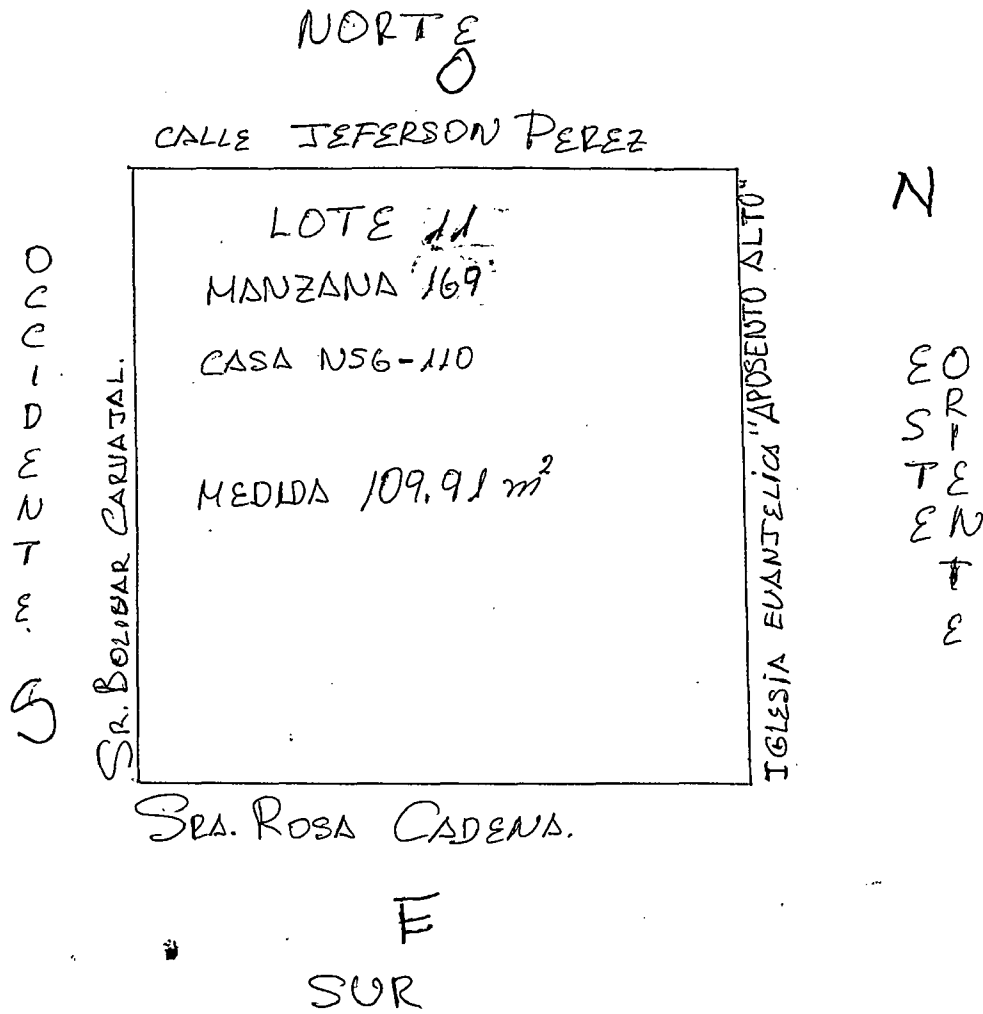 NORTE
O
CALLE JEFERSON PEREZ
N
LOTE 11
MANZANA 169
CASA N56-110
MEDIDA 109.91 m²
OCCIDENTE.
S
SR. BOLIBAR CARVAJAL.
IGLESIA EVANJELICA "APOSENTO ALTO"
ESTE
ORIENTE
SRA. ROSA CADENA.
E
SUR